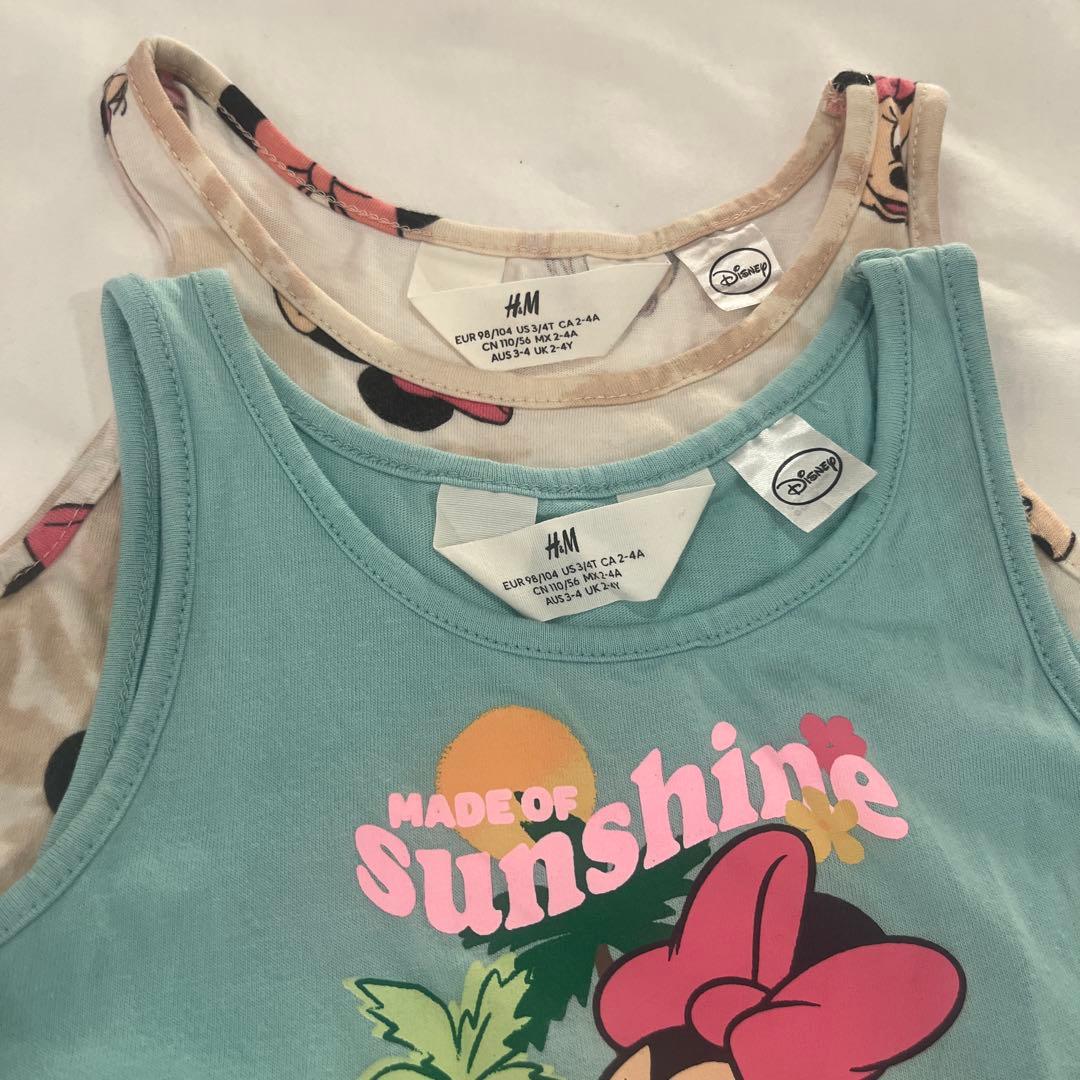 H&M
EUR 98/104 US 3/4T CA 2-4A
CN 110/56 MX 2-4A
AUS 3-4 UK 2-4Y
Disney
H&M
EUR 98/104 US 3/4T CA 2-4A
CN 110/56 MX 2-4A
AUS 3-4 UK 2-4Y
Disney
MADE OF
Sunshine